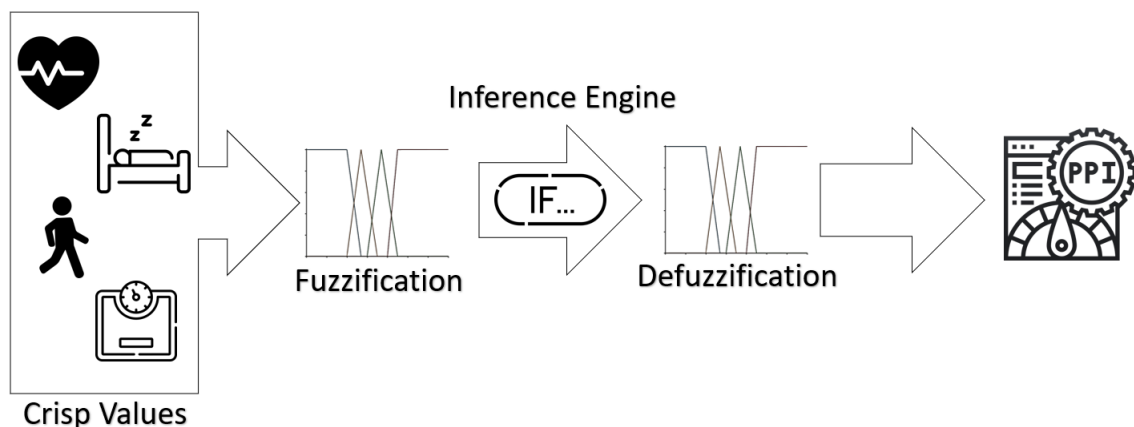 z
z
Inference Engine
IF...
PPI
Fuzzification
Defuzzification
Crisp Values